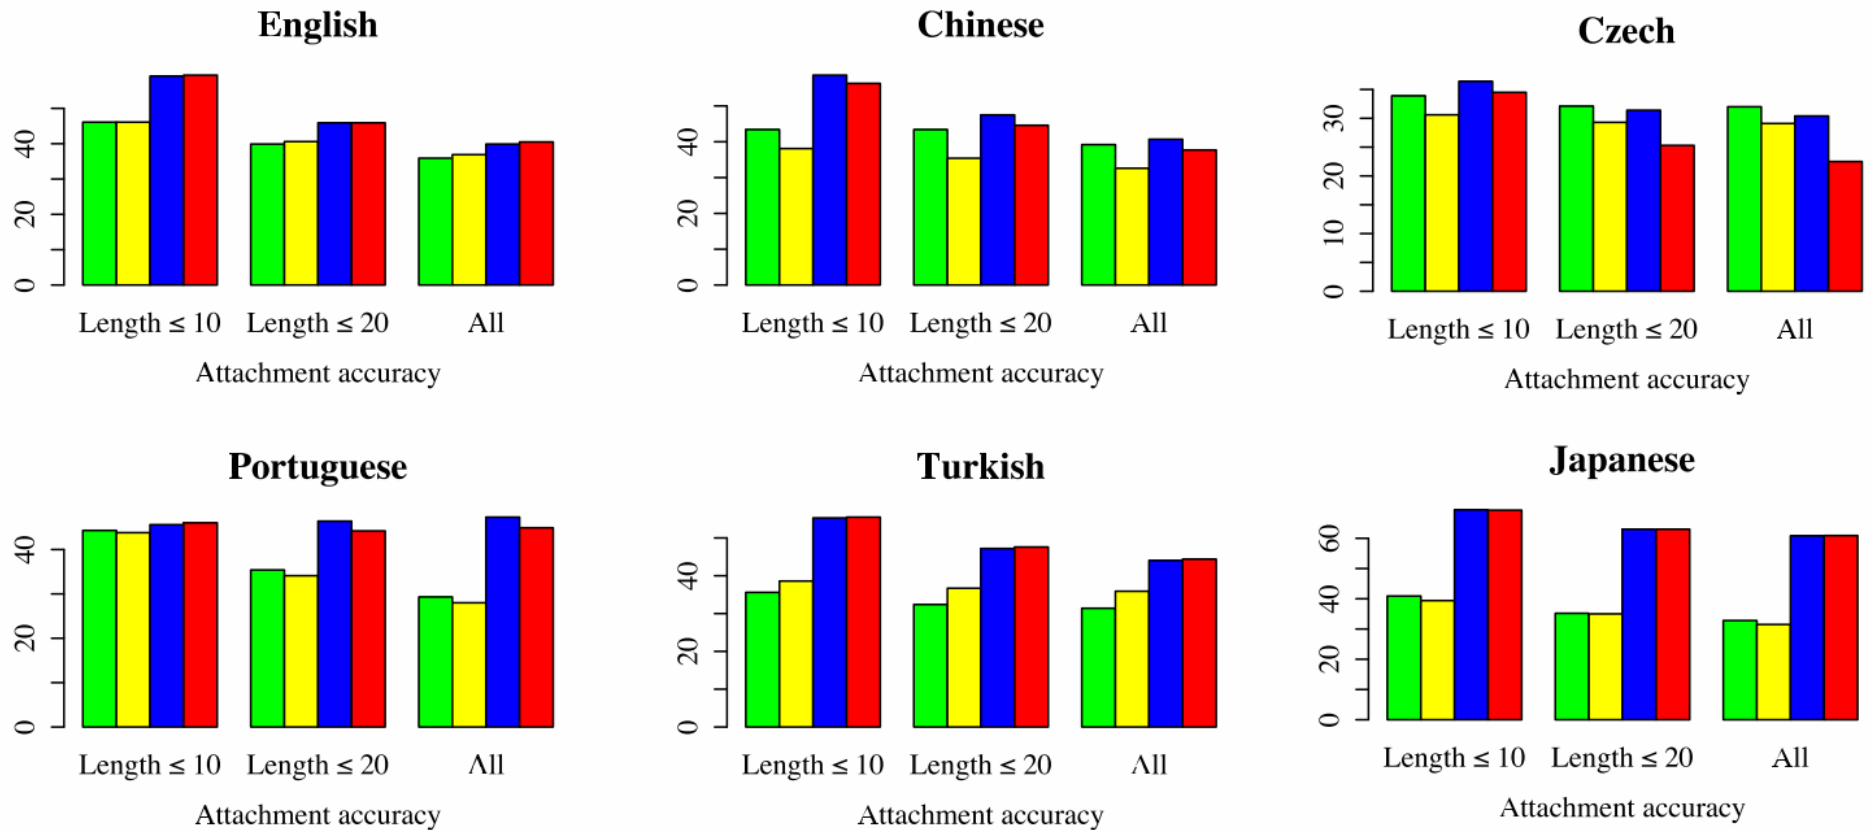 English
40
20
0
Length ≤ 10 Length ≤ 20 All
Attachment accuracy
Chinese
40
20
0
Length ≤ 10 Length ≤ 20 All
Attachment accuracy
Czech
30
20
10
0
Length ≤ 10 Length ≤ 20 All
Attachment accuracy
Portuguese
40
20
0
Length ≤ 10 Length ≤ 20 All
Attachment accuracy
Turkish
40
20
0
Length ≤ 10 Length ≤ 20 All
Attachment accuracy
Japanese
60
40
20
0
Length ≤ 10 Length ≤ 20 All
Attachment accuracy